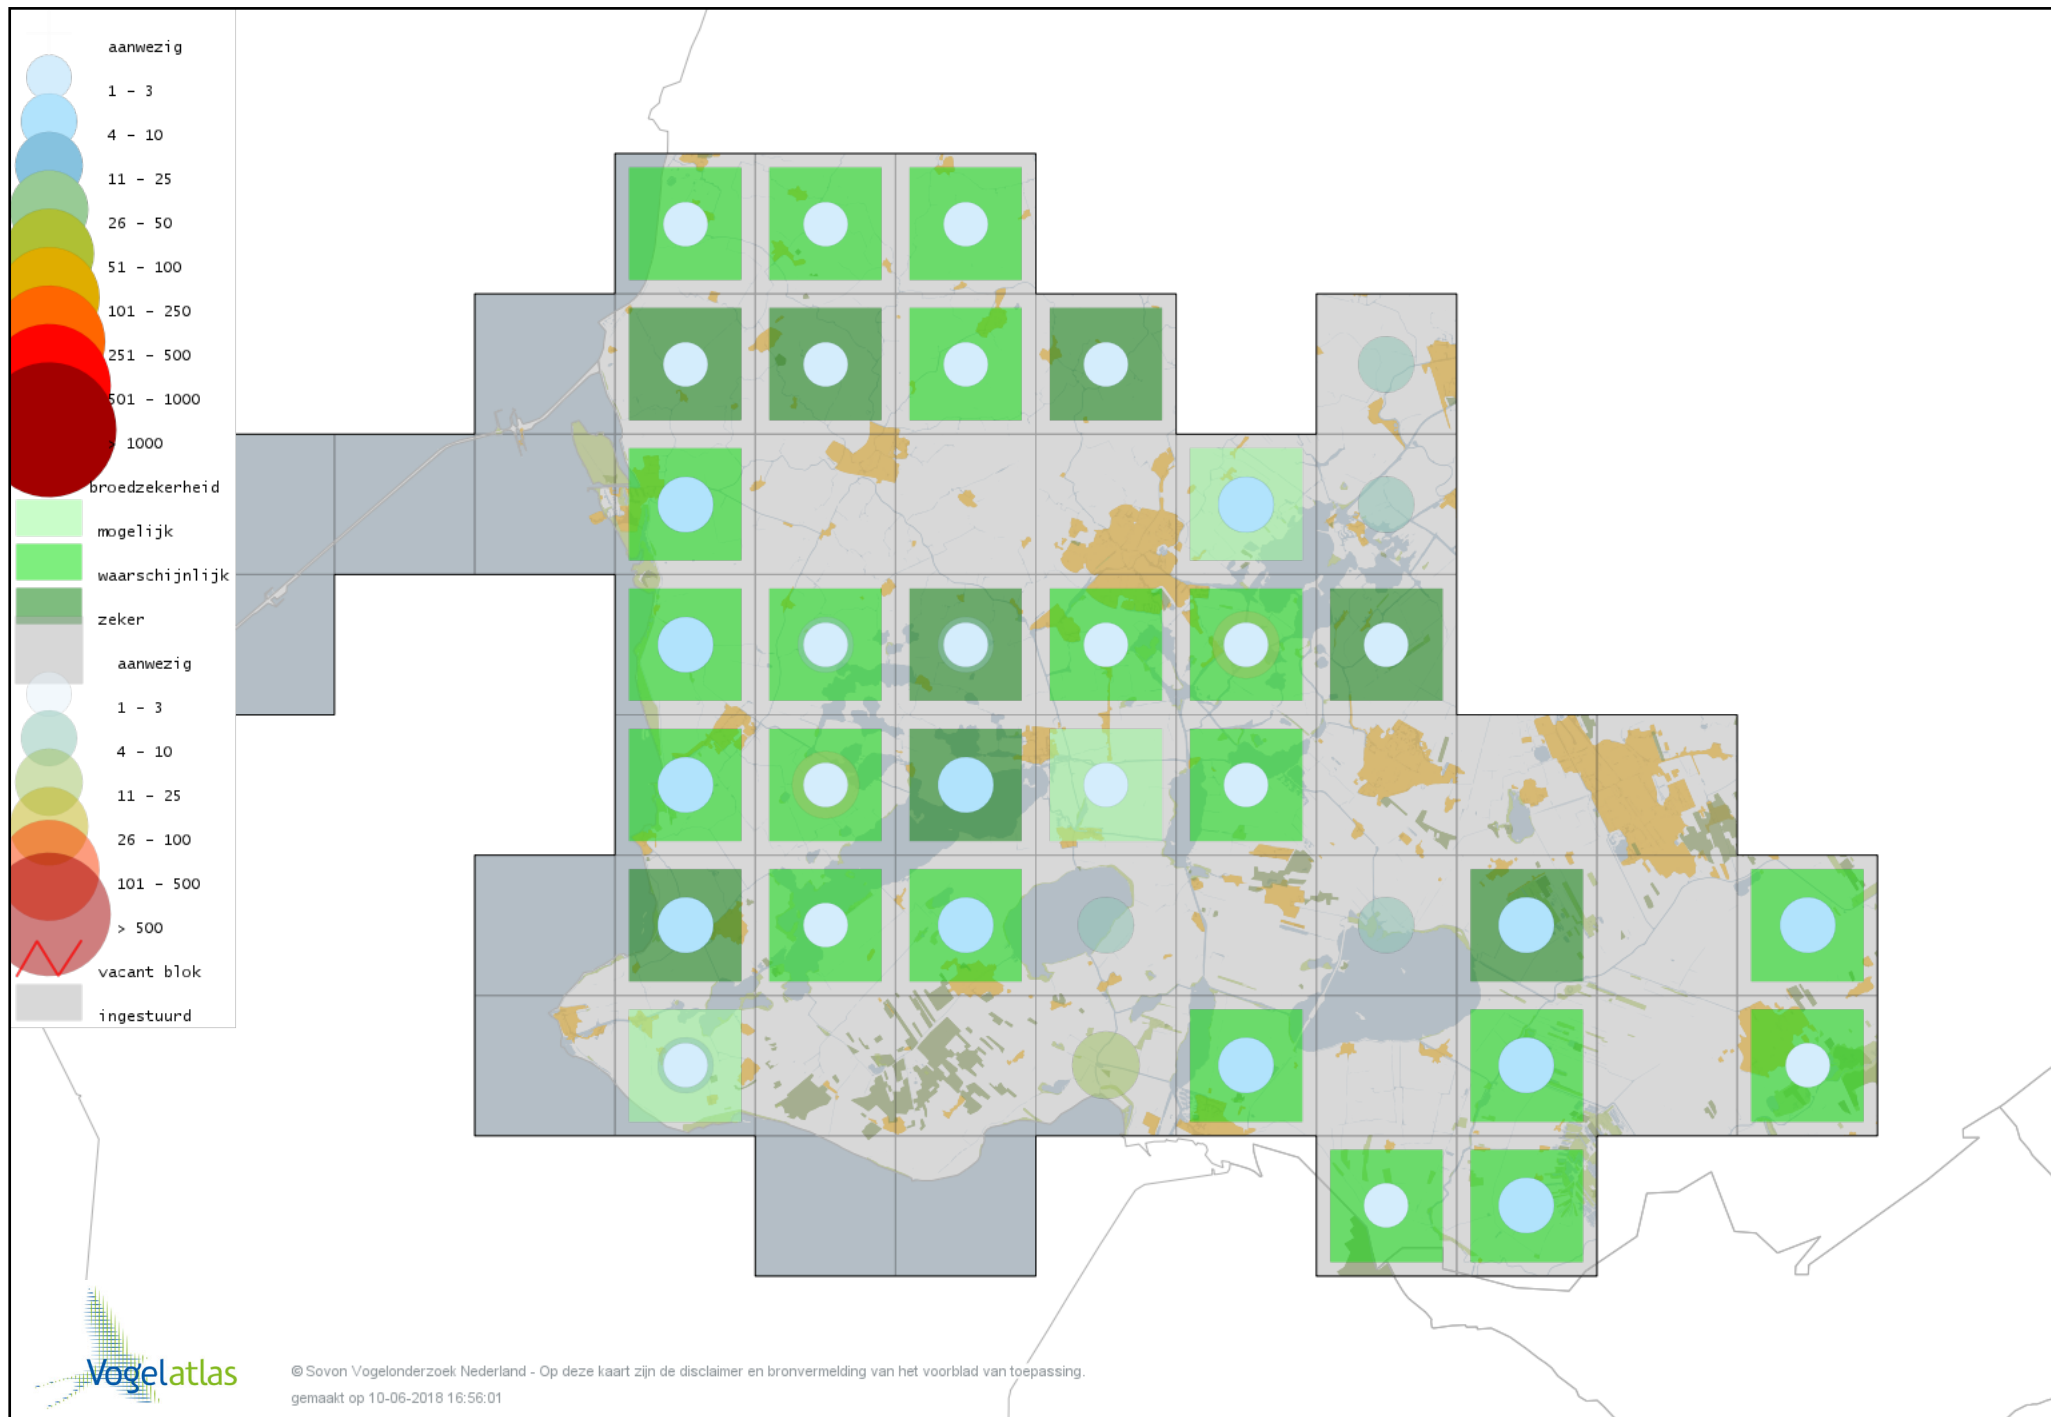 aanwezig
1 - 3
4 - 10
11 - 25
26 - 50
51 - 100
101 - 250
251 - 500
501 - 1000
> 1000
broedzekerheid
mogelijk
waarschijnlijk
zeker
aanwezig
1 - 3
4 - 10
11 - 25
26 - 100
101 - 500
> 500
vacant blok
ingestuurd
Vogelatlas
© Sovon Vogelonderzoek Nederland - Op deze kaart zijn de disclaimer en bronvermelding van het voorblad van toepassing.
gemaakt op 10-06-2018 16:56:01